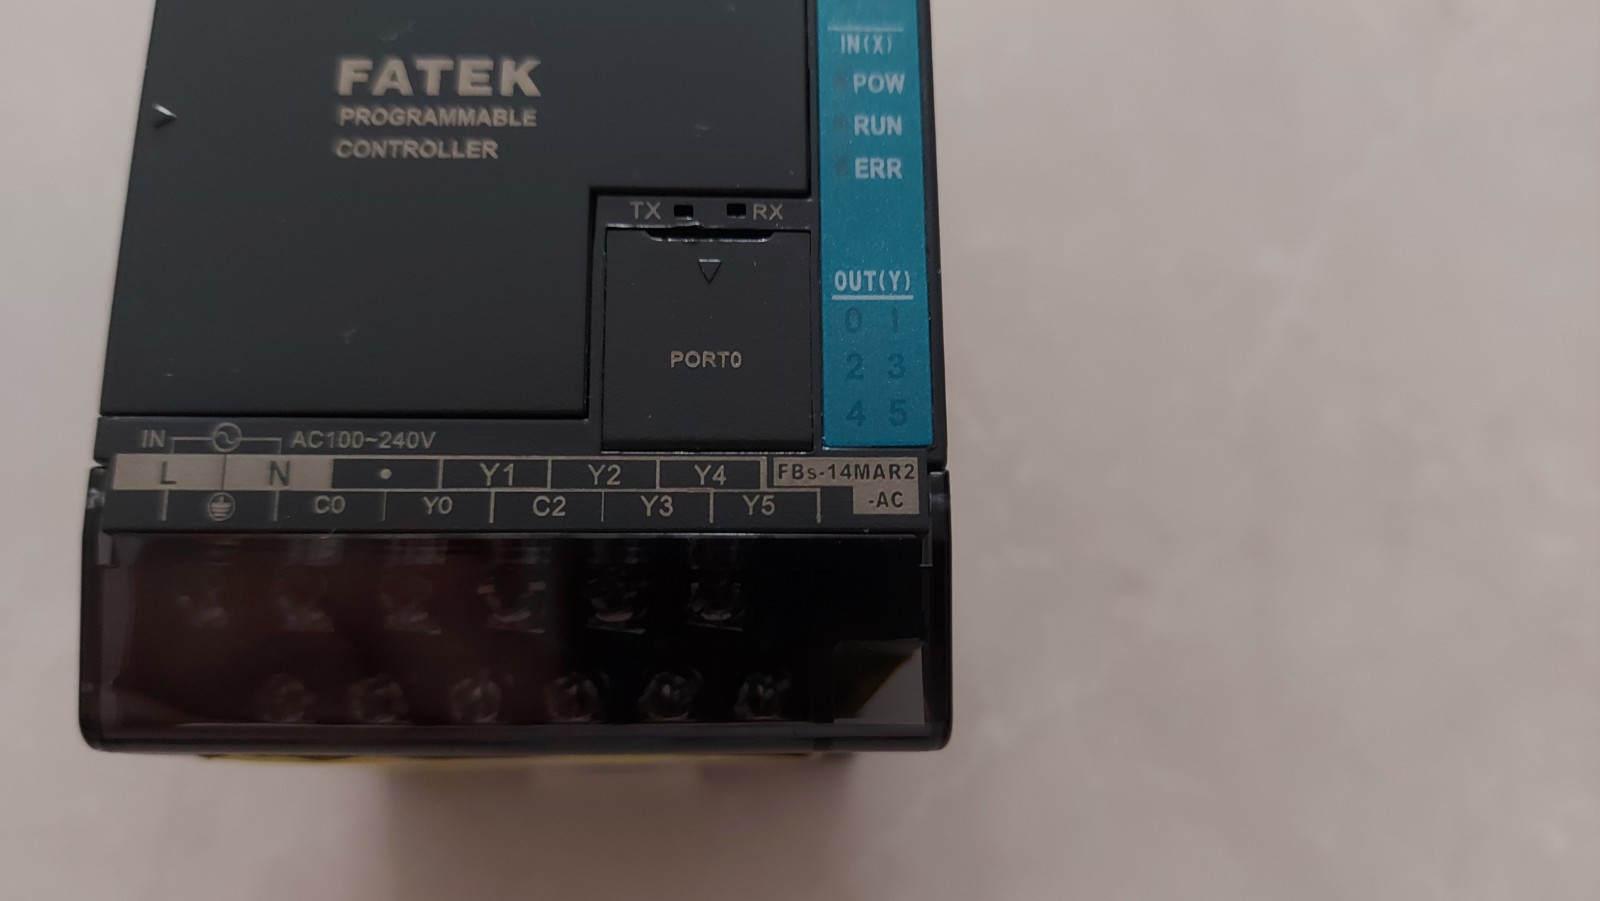 FATEK
PROGRAMMABLE
CONTROLLER
IN(X)
POW
RUN
ERR
TX RX
PORT0
OUT(Y)
0 1
2 3
4 5
IN AC100~240V
L N • Y1 Y2 Y4 FBs-14MAR2
C0 Y0 C2 Y3 Y5 -AC